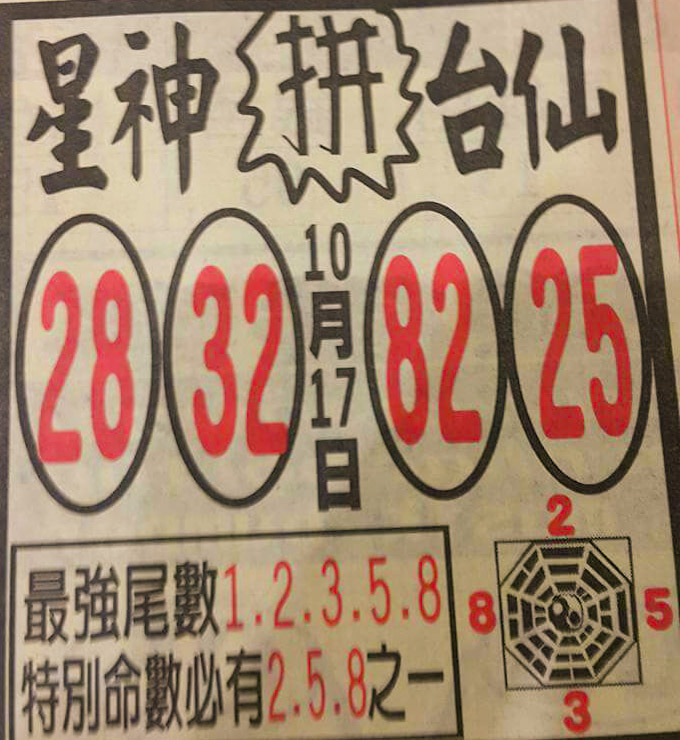 星神 拼 台仙
28 32 10月17日 82 25
最強尾數1.2.3.5.8
特別命數必有2.5.8之一
2
8 5
3